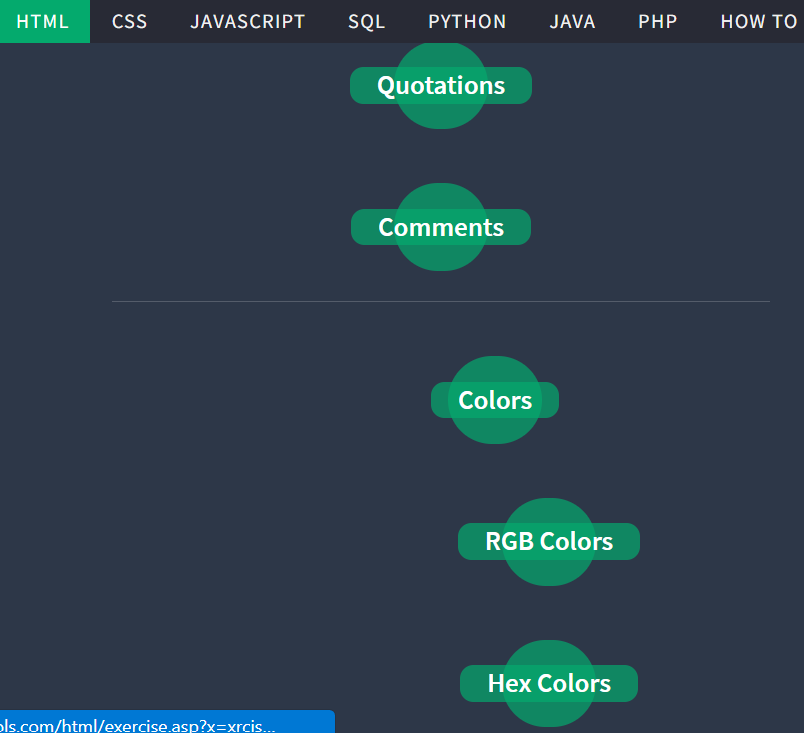 HTML CSS JAVASCRIPT SQL PYTHON JAVA PHP HOW TO
Quotations
Comments
Colors
RGB Colors
Hex Colors
ols.com/html/exercise.asp?x=xrcis...